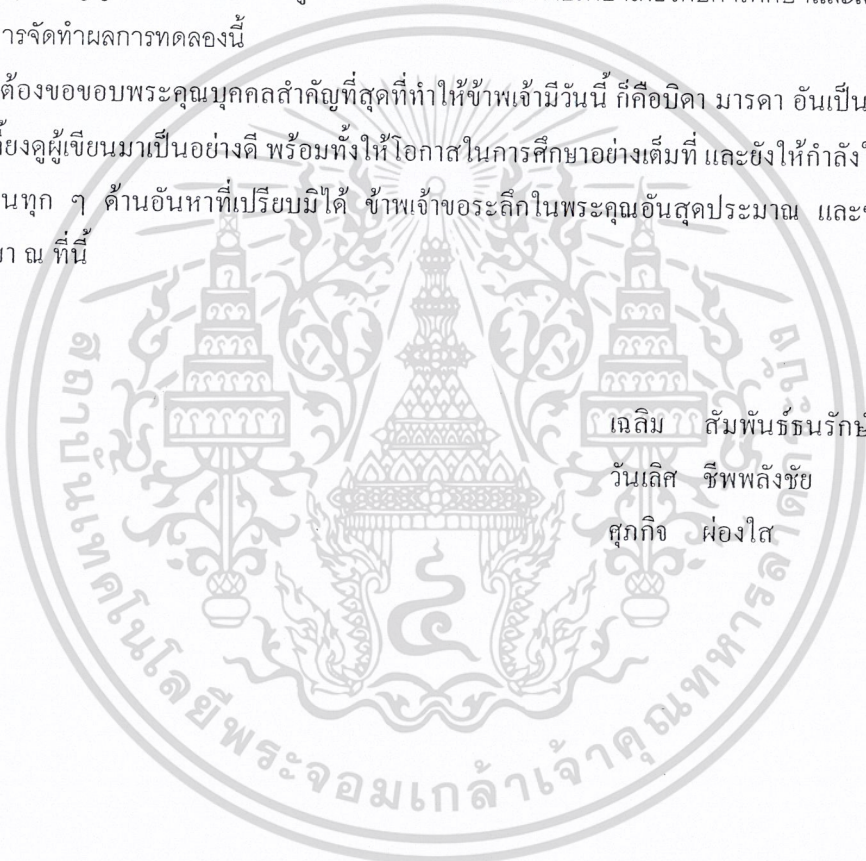 ารจัดทำผลการทดลองนี้
ต้องขอขอบพระคุณบุคคลสำคัญที่สุดที่ทำให้ข้าพเจ้ามีวันนี้ ก็คือบิดา มารดา อันเป็น
ี้ยงดูผู้เขียนมาเป็นอย่างดี พร้อมทั้งให้โอกาสในการศึกษาอย่างเต็มที่ และยังให้กำลังใ
นทุก ๆ ด้านอันหาที่เปรียบมิได้ ข้าพเจ้าขอระลึกในพระคุณอันสุดประมาณ และ
ยา ณ ที่นี้
เฉลิม สัมพันธ์ธนรักษ์
วันเลิศ ชีพพลังชัย
ศุภกิจ ผ่องใส
สถาบันเทคโนโลยีพระจอมเกล้าเจ้าคุณทหารลาดกระบัง
๔